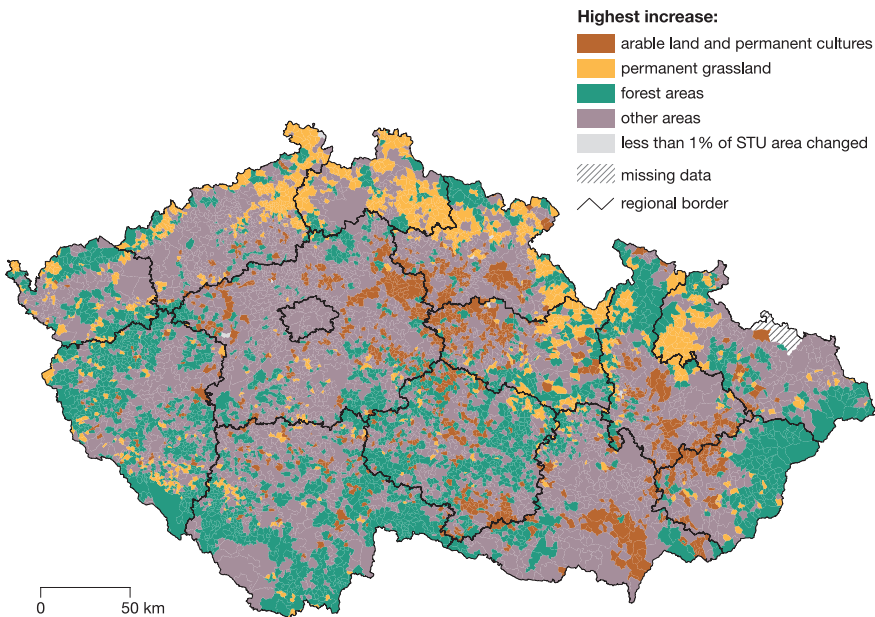 Highest increase:
arable land and permanent cultures
permanent grassland
forest areas
other areas
less than 1% of STU area changed
missing data
regional border
0 50 km